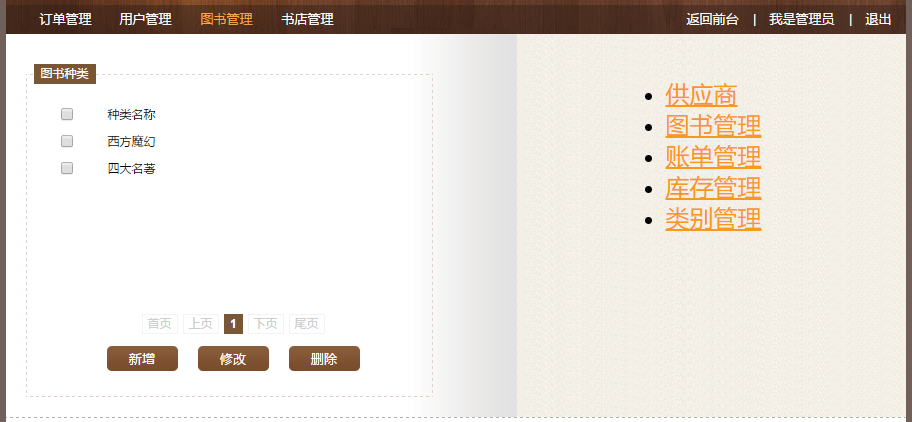 订单管理 用户管理 图书管理 书店管理 返回前台 | 我是管理员 | 退出
图书种类
种类名称
西方魔幻
四大名著
首页 上页 1 下页 尾页
新增 修改 删除
供应商
图书管理
账单管理
库存管理
类别管理